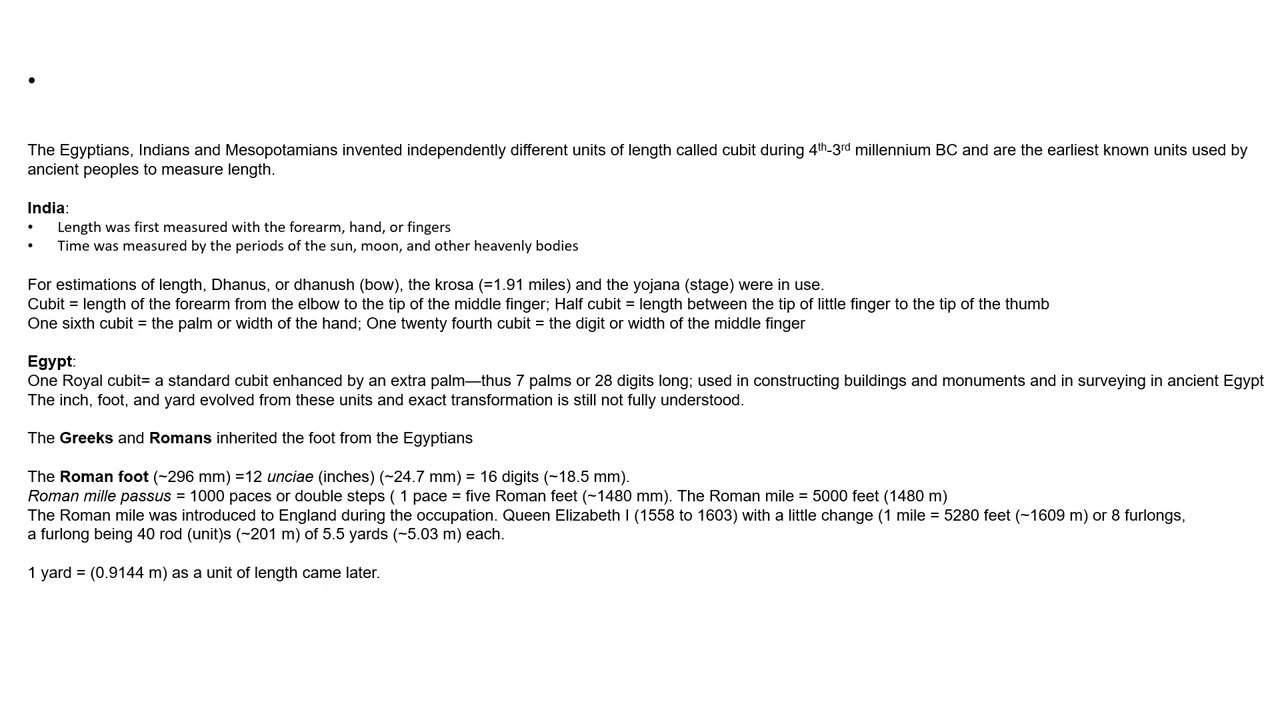 •
The Egyptians, Indians and Mesopotamians invented independently different units of length called cubit during 4th-3rd millennium BC and are the earliest known units used by
ancient peoples to measure length.
India:
• Length was first measured with the forearm, hand, or fingers
• Time was measured by the periods of the sun, moon, and other heavenly bodies
For estimations of length, Dhanus, or dhanush (bow), the krosa (=1.91 miles) and the yojana (stage) were in use.
Cubit = length of the forearm from the elbow to the tip of the middle finger; Half cubit = length between the tip of little finger to the tip of the thumb
One sixth cubit = the palm or width of the hand; One twenty fourth cubit = the digit or width of the middle finger
Egypt:
One Royal cubit= a standard cubit enhanced by an extra palm—thus 7 palms or 28 digits long; used in constructing buildings and monuments and in surveying in ancient Egypt
The inch, foot, and yard evolved from these units and exact transformation is still not fully understood.
The Greeks and Romans inherited the foot from the Egyptians
The Roman foot (~296 mm) =12 unciae (inches) (~24.7 mm) = 16 digits (~18.5 mm).
Roman mille passus = 1000 paces or double steps ( 1 pace = five Roman feet (~1480 mm). The Roman mile = 5000 feet (1480 m)
The Roman mile was introduced to England during the occupation. Queen Elizabeth I (1558 to 1603) with a little change (1 mile = 5280 feet (~1609 m) or 8 furlongs,
a furlong being 40 rod (unit)s (~201 m) of 5.5 yards (~5.03 m) each.
1 yard = (0.9144 m) as a unit of length came later.